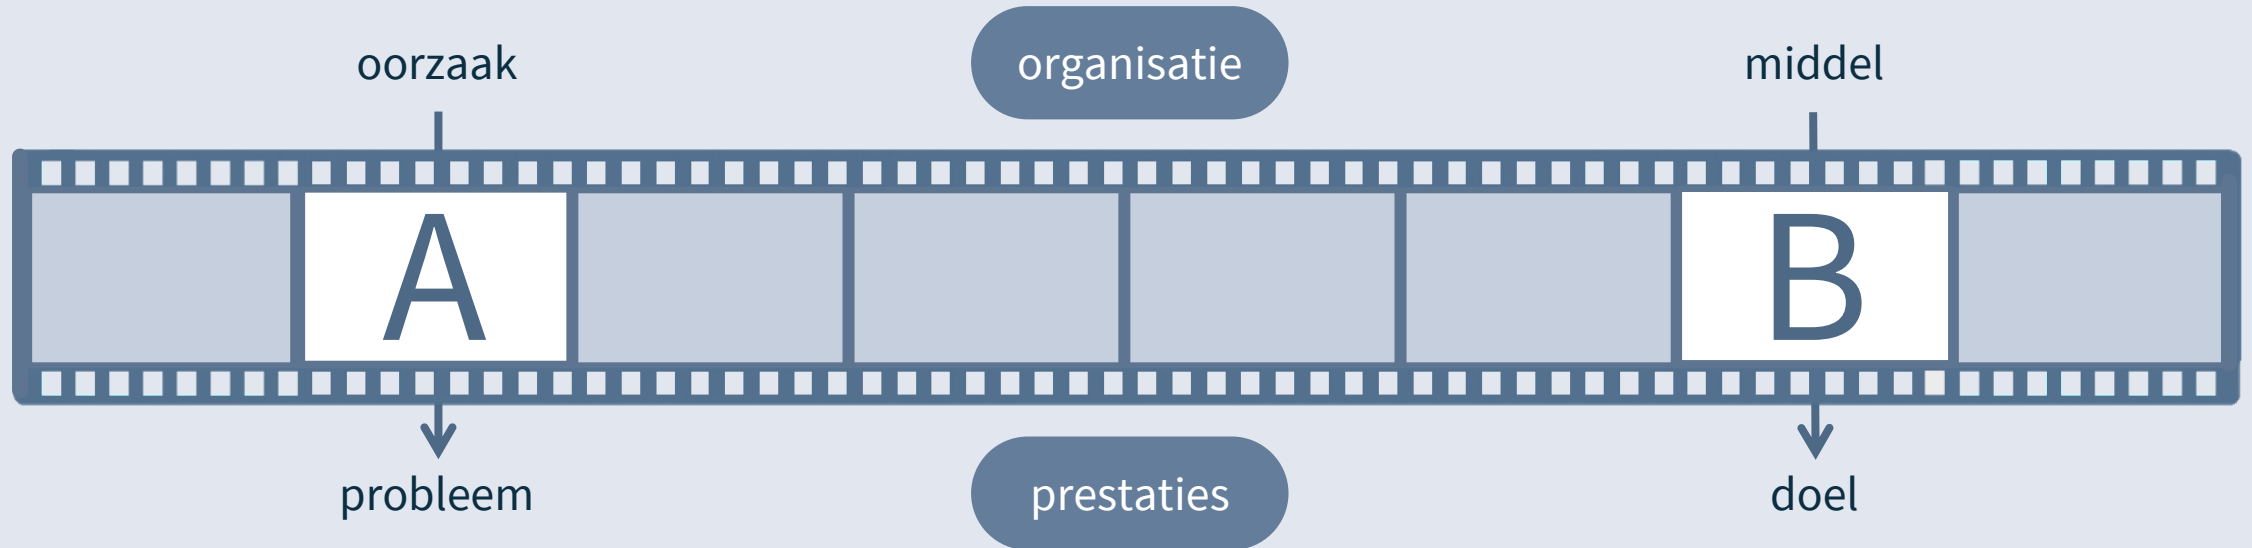 oorzaak
organisatie
middel
A
B
probleem
prestaties
doel